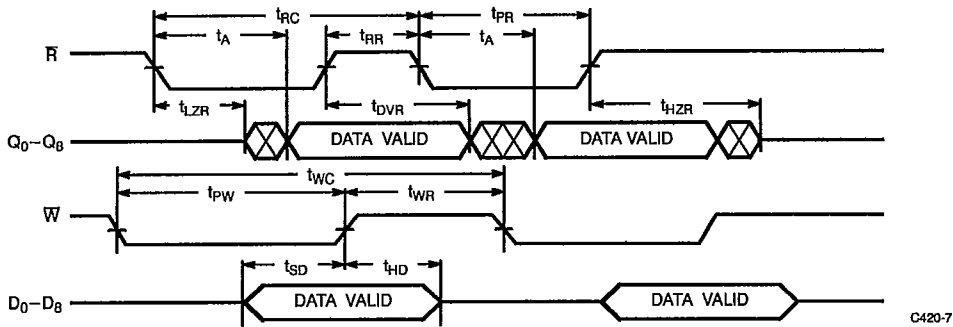 tRC tPR
tA tRR tA
R̅
tLZR tDVR tHZR
Q0–Q8 DATA VALID DATA VALID
tWC
tPW tWR
W̅
tSD tHD
D0–D8 DATA VALID DATA VALID
C420-7